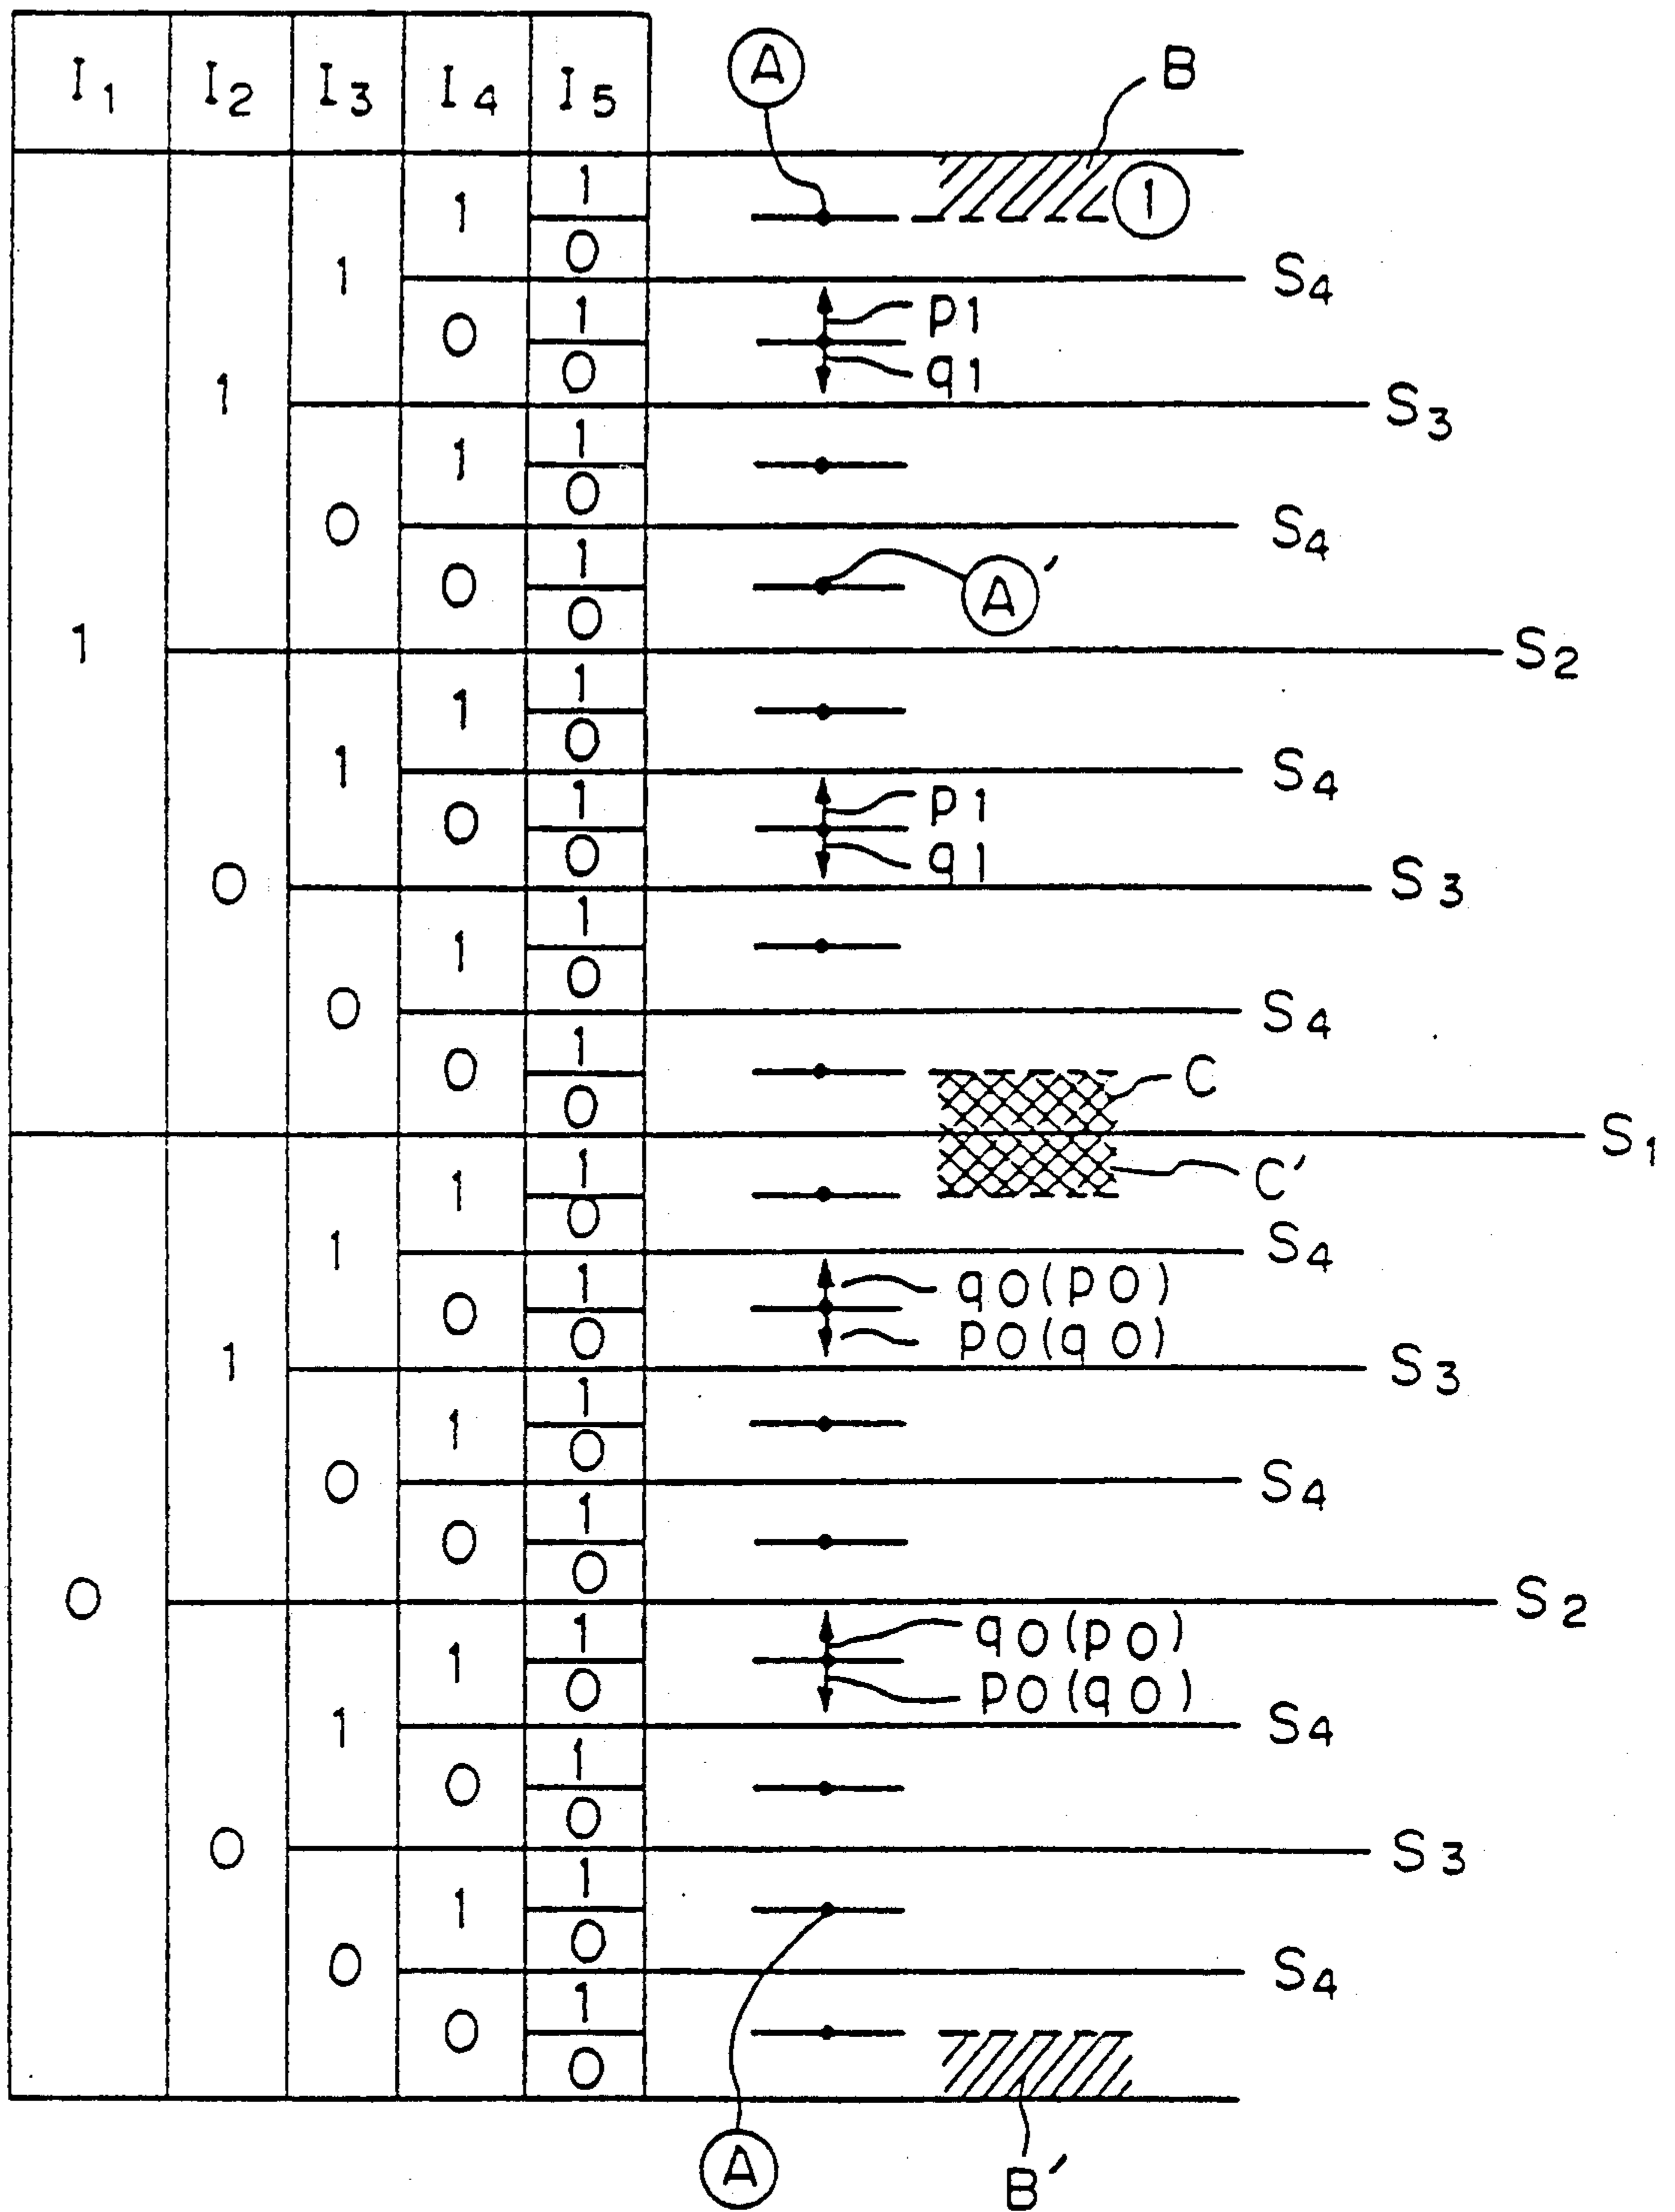 I1 I2 I3 I4 I5 A B
1 1 1 1 1 1
0 S4
0 1 p1
0 q1
S3
0 1 1
0 S4
0 1 A'
0
S2
0 1 1 1
0 S4
0 1 p1
0 q1
S3
0 1 1
0 S4
0 1 C
0
S1
0 1 1 1 1 C'
0 S4
0 1 q0(p0)
0 p0(q0)
S3
0 1 1
0 S4
0 1
0
S2
0 1 1 1 q0(p0)
0 p0(q0)
S4
0 1
0
S3
0 1 1
0 S4
0 1
0
A B'